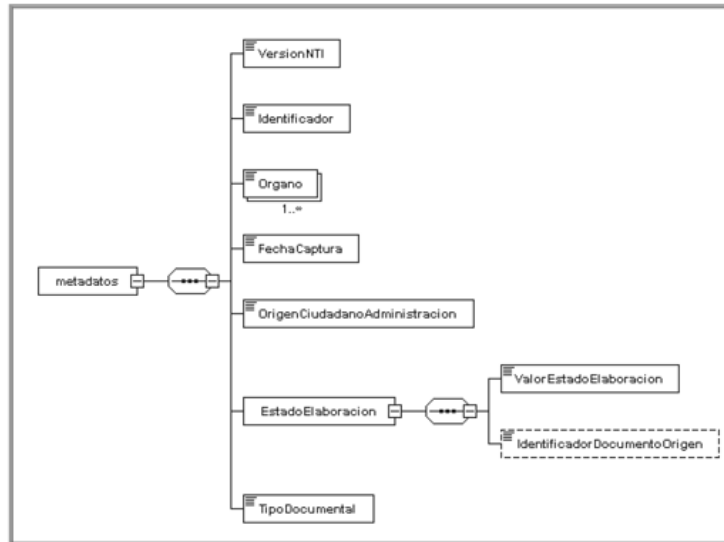 VersionNTI
Identificador
Organo
1..∞
FechaCaptura
metadatos
OrigenCiudadanoAdministracion
ValorEstadoElaboracion
EstadoElaboracion
IdentificadorDocumentoOrigen
TipoDocumental